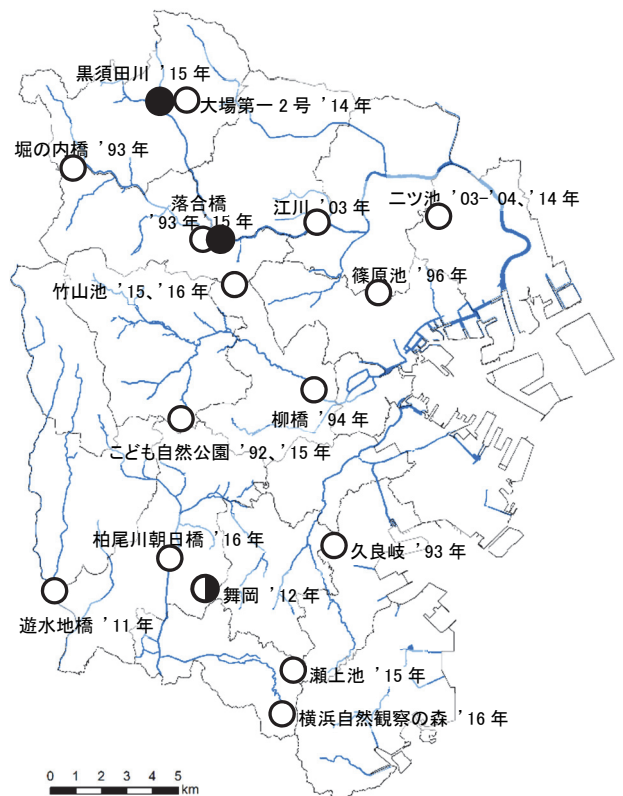 黒須田川 ’15 年
大場第一 2 号 ’14 年
堀の内橋 ’93 年
落合橋
’93 年 15 年
江川 ’03 年
二ツ池 ’03-’04、’14 年
竹山池 ’15、’16 年
篠原池 ’96 年
柳橋 ’94 年
こども自然公園 ’92、’15 年
柏尾川朝日橋 ’16 年
久良岐 ’93 年
舞岡 ’12 年
遊水地橋 ’11 年
瀬上池 ’15 年
横浜自然観察の森 ’16 年
0 1 2 3 4 5
km